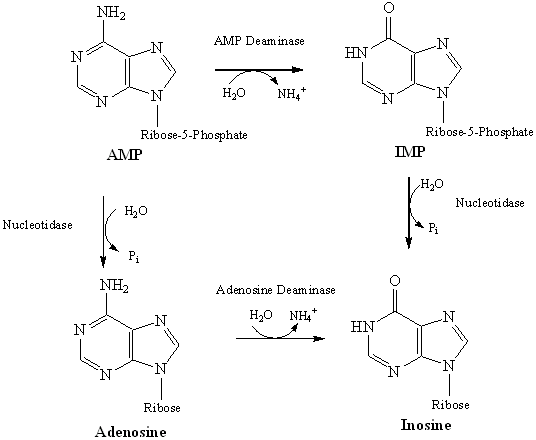 NH₂
N
N
N
N
Ribose-5-Phosphate
AMP
AMP Deaminase
H₂O
NH₄⁺
O
HN
N
N
N
Ribose-5-Phosphate
IMP
Nucleotidase
H₂O
Pi
H₂O
Nucleotidase
Pi
NH₂
N
N
N
N
Ribose
Adenosine
Adenosine Deaminase
H₂O
NH₄⁺
O
HN
N
N
N
Ribose
Inosine